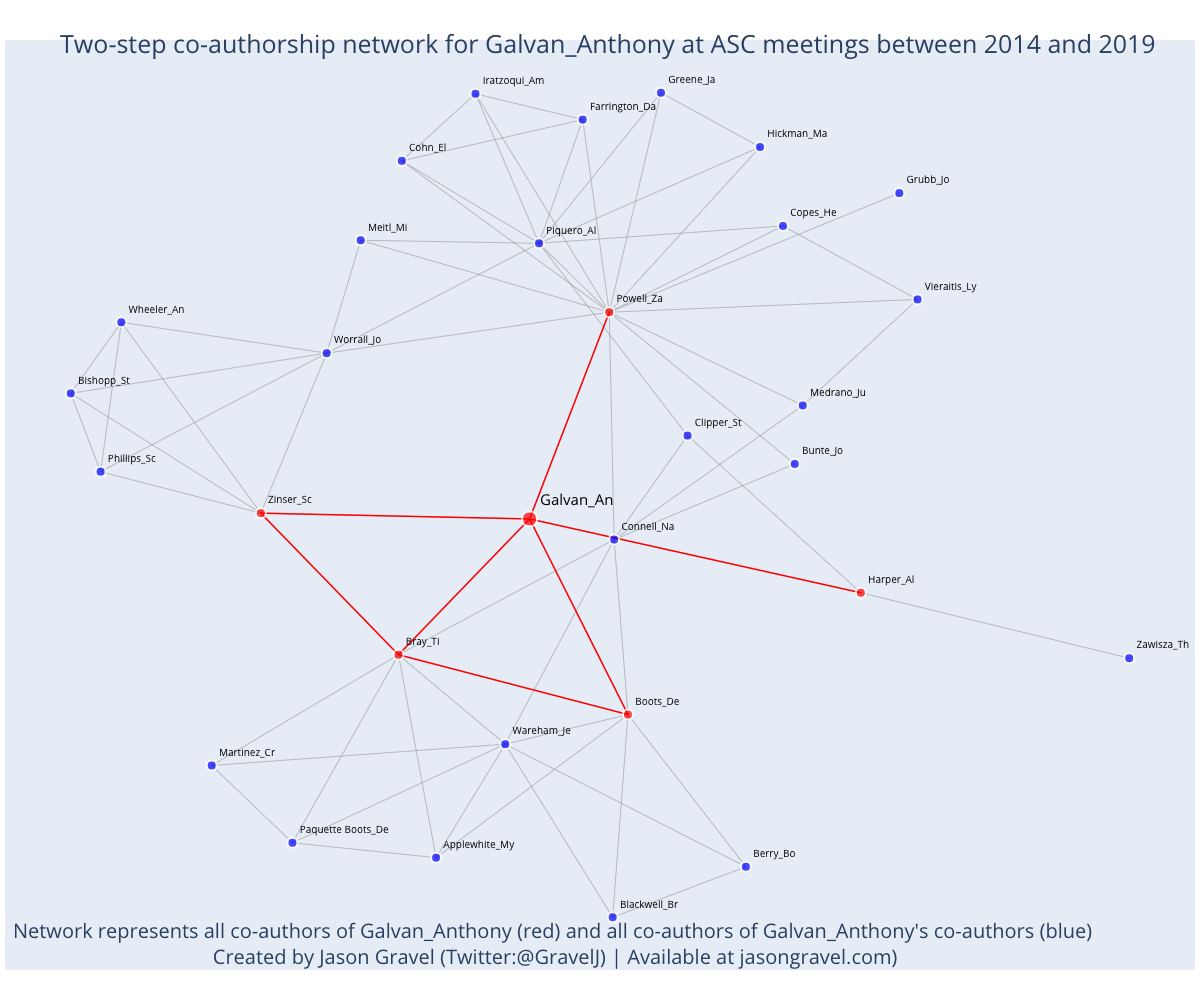 Two-step co-authorship network for Galvan_Anthony at ASC meetings between 2014 and 2019
Iratzoqui_Am
Greene_Ja
Farrington_Da
Hickman_Ma
Cohn_El
Grubb_Jo
Copes_He
Meitl_Mi
Piquero_Al
Vieraitis_Ly
Powell_Za
Wheeler_An
Worrall_Jo
Bishopp_St
Medrano_Ju
Clipper_St
Bunte_Jo
Phillips_Sc
Zinser_Sc
Galvan_An
Connell_Na
Harper_Al
Bray_Ti
Zawisza_Th
Boots_De
Wareham_Je
Martinez_Cr
Paquette Boots_De
Applewhite_My
Berry_Bo
Blackwell_Br
Network represents all co-authors of Galvan_Anthony (red) and all co-authors of Galvan_Anthony's co-authors (blue)
Created by Jason Gravel (Twitter:@GravelJ) | Available at jasongravel.com)